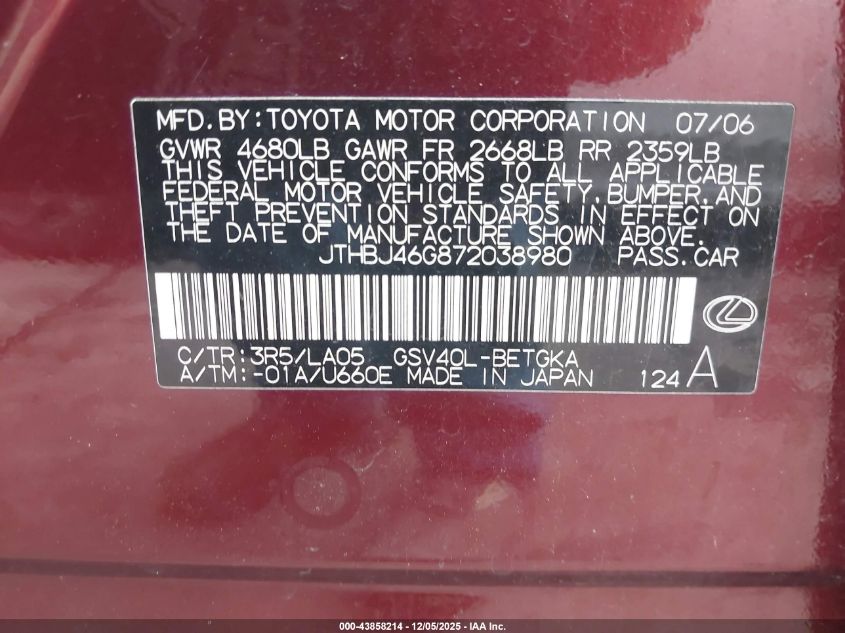 MFD. BY: TOYOTA MOTOR CORPORATION 07/06
GVWR 4680LB GAWR FR 2668LB RR 2359LB
THIS VEHICLE CONFORMS TO ALL APPLICABLE
FEDERAL MOTOR VEHICLE SAFETY, BUMPER, AND
THEFT PREVENTION STANDARDS IN EFFECT ON
THE DATE OF MANUFACTURE SHOWN ABOVE.
JTHBJ46G872038980 PASS. CAR
C/TR: 3R5/LA05 GSV40L-BETGKA
A/TM: -01A/U660E MADE IN JAPAN 124 A
000-43858214 - 12/05/2025 - IAA Inc.